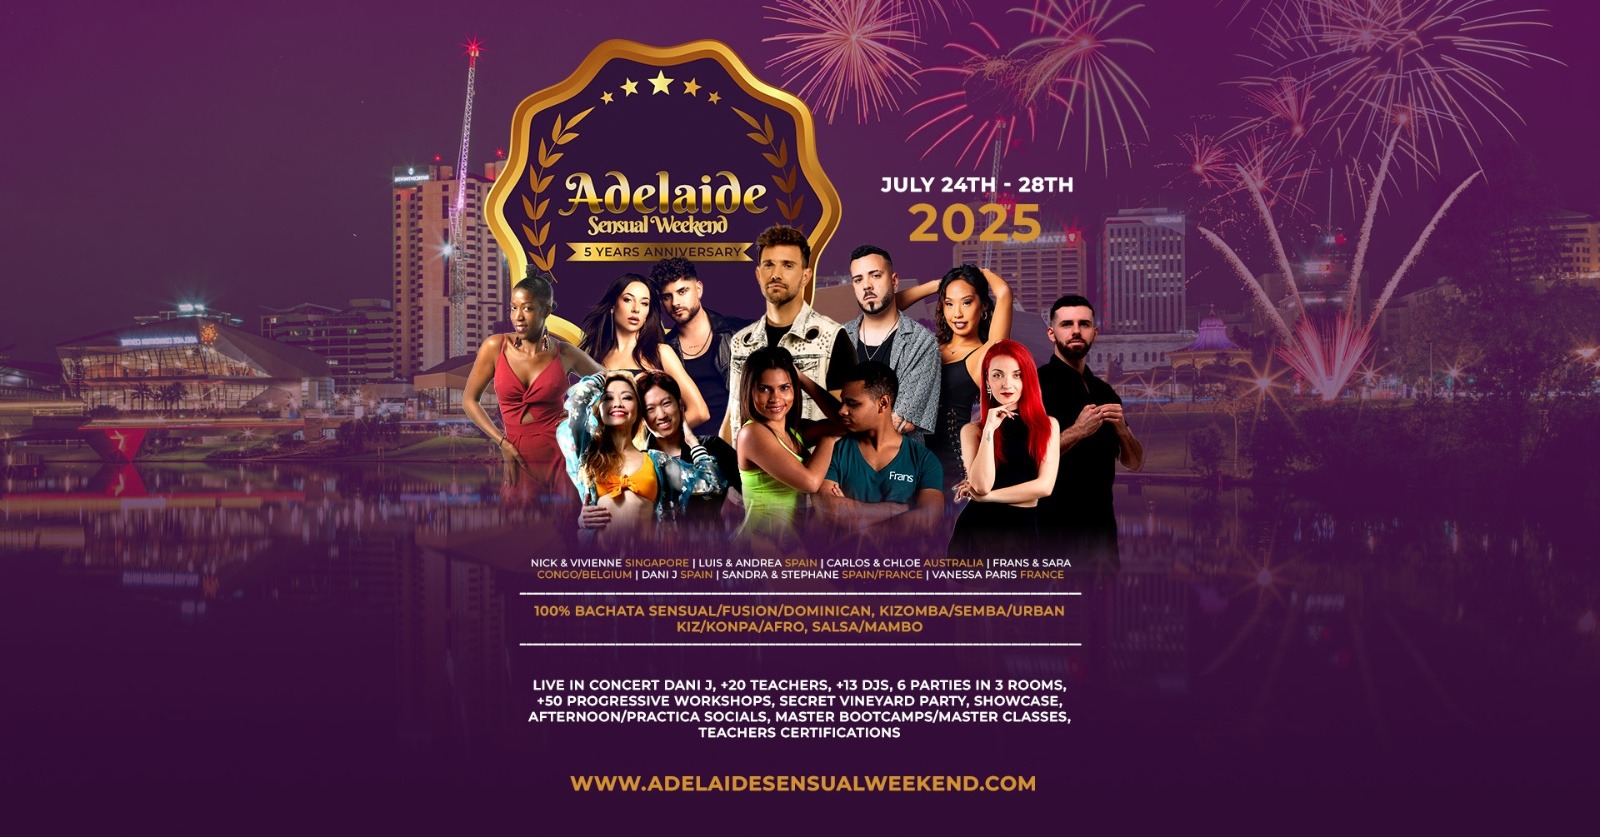 Adelaide
Sensual Weekend
5 YEARS ANNIVERSARY
JULY 24TH - 28TH
2025
Frans
NICK & VIVIENNE SINGAPORE | LUIS & ANDREA SPAIN | CARLOS & CHLOE AUSTRALIA | FRANS & SARA
CONGO/BELGIUM | DANI J SPAIN | SANDRA & STEPHANE SPAIN/FRANCE | VANESSA PARIS FRANCE
100% BACHATA SENSUAL/FUSION/DOMINICAN, KIZOMBA/SEMBA/URBAN
KIZ/KONPA/AFRO, SALSA/MAMBO
LIVE IN CONCERT DANI J, +20 TEACHERS, +13 DJS, 6 PARTIES IN 3 ROOMS,
+50 PROGRESSIVE WORKSHOPS, SECRET VINEYARD PARTY, SHOWCASE,
AFTERNOON/PRACTICA SOCIALS, MASTER BOOTCAMPS/MASTER CLASSES,
TEACHERS CERTIFICATIONS
WWW.ADELAIDESENSUALWEEKEND.COM